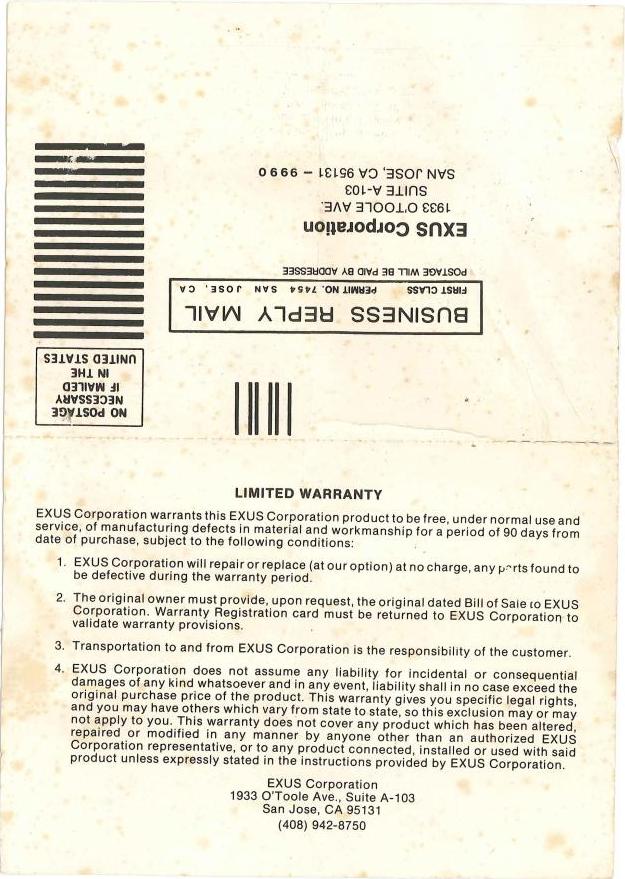 NO POSTAGE
NECESSARY
IF MAILED
IN THE
UNITED STATES
BUSINESS REPLY MAIL
FIRST CLASS PERMIT NO. 7454 SAN JOSE, CA
POSTAGE WILL BE PAID BY ADDRESSEE
EXUS Corporation
1933 O'TOOLE AVE.
SUITE A-103
SAN JOSE, CA 95131 – 9990
LIMITED WARRANTY
EXUS Corporation warrants this EXUS Corporation product to be free, under normal use and
service, of manufacturing defects in material and workmanship for a period of 90 days from
date of purchase, subject to the following conditions:
1. EXUS Corporation will repair or replace (at our option) at no charge, any parts found to
be defective during the warranty period.
2. The original owner must provide, upon request, the original dated Bill of Sale to EXUS
Corporation. Warranty Registration card must be returned to EXUS Corporation to
validate warranty provisions.
3. Transportation to and from EXUS Corporation is the responsibility of the customer.
4. EXUS Corporation does not assume any liability for incidental or consequential
damages of any kind whatsoever and in any event, liability shall in no case exceed the
original purchase price of the product. This warranty gives you specific legal rights,
and you may have others which vary from state to state, so this exclusion may or may
not apply to you. This warranty does not cover any product which has been altered,
repaired or modified in any manner by anyone other than an authorized EXUS
Corporation representative, or to any product connected, installed or used with said
product unless expressly stated in the instructions provided by EXUS Corporation.
EXUS Corporation
1933 O'Toole Ave., Suite A-103
San Jose, CA 95131
(408) 942-8750